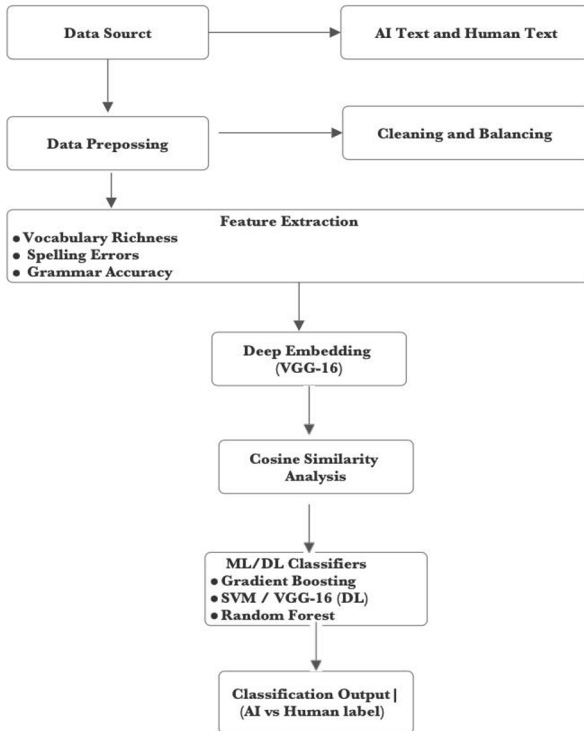 Data Sourct
AI Text and Human Text
Data Prepossing
Cleaning and Balancing
Feature Extraction
● Vocabulary Richness
● Spelling Errors
● Grammar Accuracy
Deep Embedding
(VGG-16)
Cosine Similarity
Analysis
ML/DL Classifiers
● Gradient Boosting
● SVM / VGG-16 (DL)
● Random Forest
Classification Output|
(AI vs Human label)